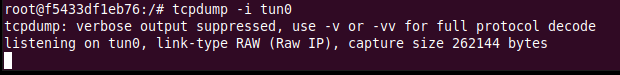 root@f5433df1eb76:/# tcpdump -i tun0
tcpdump: verbose output suppressed, use -v or -vv for full protocol decode
listening on tun0, link-type RAW (Raw IP), capture size 262144 bytes